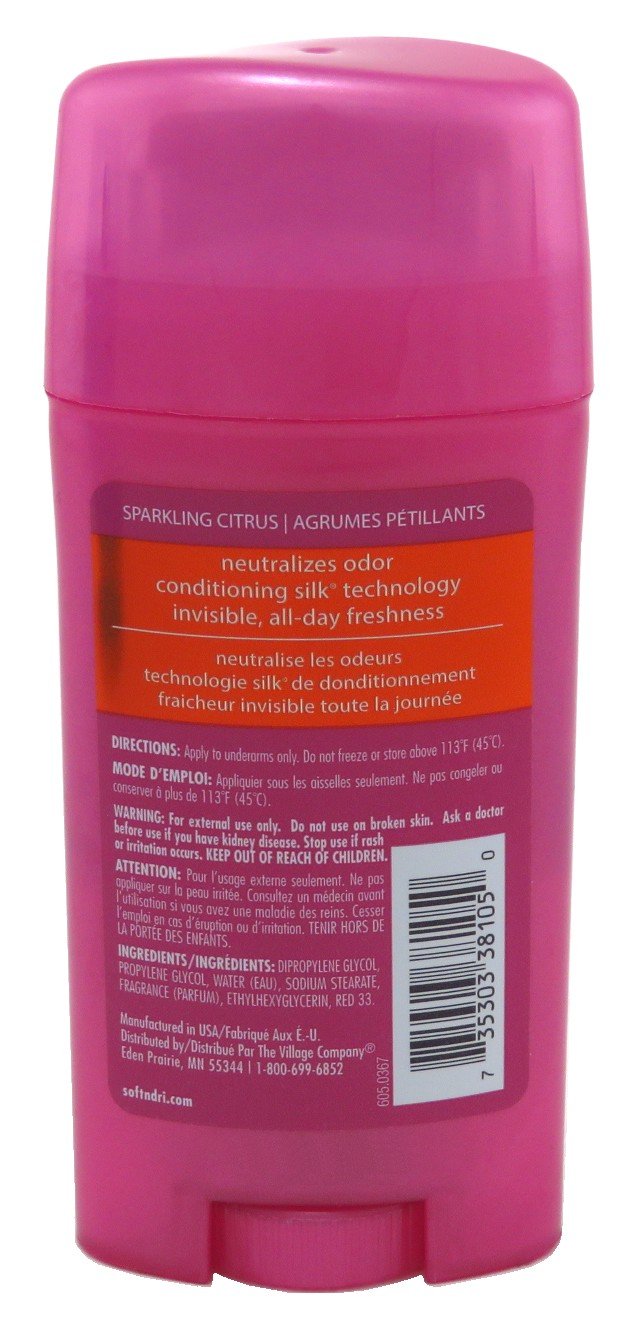 SPARKLING CITRUS | AGRUMES PÉTILLANTS
neutralizes odor
conditioning silk® technology
invisible, all-day freshness
neutralise les odeurs
technologie silk® de donditionnement
fraicheur invisible toute la journée
DIRECTIONS: Apply to underarms only. Do not freeze or store above 113°F (45°C).
MODE D'EMPLOI: Appliquer sous les aisselles seulement. Ne pas congeler ou
conserver à plus de 113°F (45°C).
WARNING: For external use only. Do not use on broken skin. Ask a doctor
before use if you have kidney disease. Stop use if rash
or irritation occurs. KEEP OUT OF REACH OF CHILDREN.
ATTENTION: Pour l'usage externe seulement. Ne pas
appliquer sur la peau irritée. Consultez un médecin avant
l'utilisation si vous avez une maladie des reins. Cesser
l'emploi en cas d'éruption ou d'irritation. TENIR HORS DE
LA PORTÉE DES ENFANTS.
INGREDIENTS/INGRÉDIENTS: DIPROPYLENE GLYCOL,
PROPYLENE GLYCOL, WATER (EAU), SODIUM STEARATE,
FRAGRANCE (PARFUM), ETHYLHEXYGLYCERIN, RED 33.
Manufactured in USA/Fabriqué Aux É.-U.
Distributed by/Distribué Par The Village Company®
Eden Prairie, MN 55344 | 1-800-699-6852
softndri.com
605.0367
7 35303 38105 0